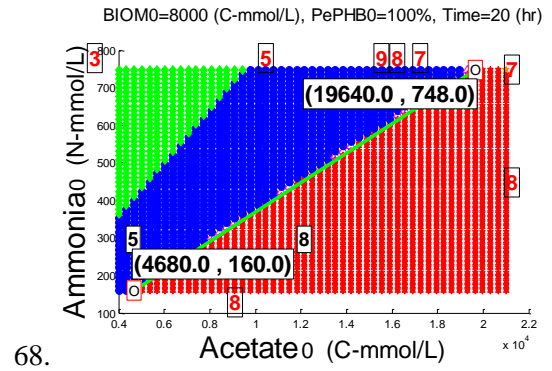 BIOM0=8000 (C-mmol/L), PePHB0=100%, Time=20 (hr)
3 5 9 8 7
7
8
8
5
8
(19640.0 , 748.0)
(4680.0 , 160.0)
O
O
800
700
600
500
400
300
200
100
Ammonia0 (N-mmol/L)
0.4 0.6 0.8 1 1.2 1.4 1.6 1.8 2 2.2
x 10⁴
Acetate0 (C-mmol/L)
68.